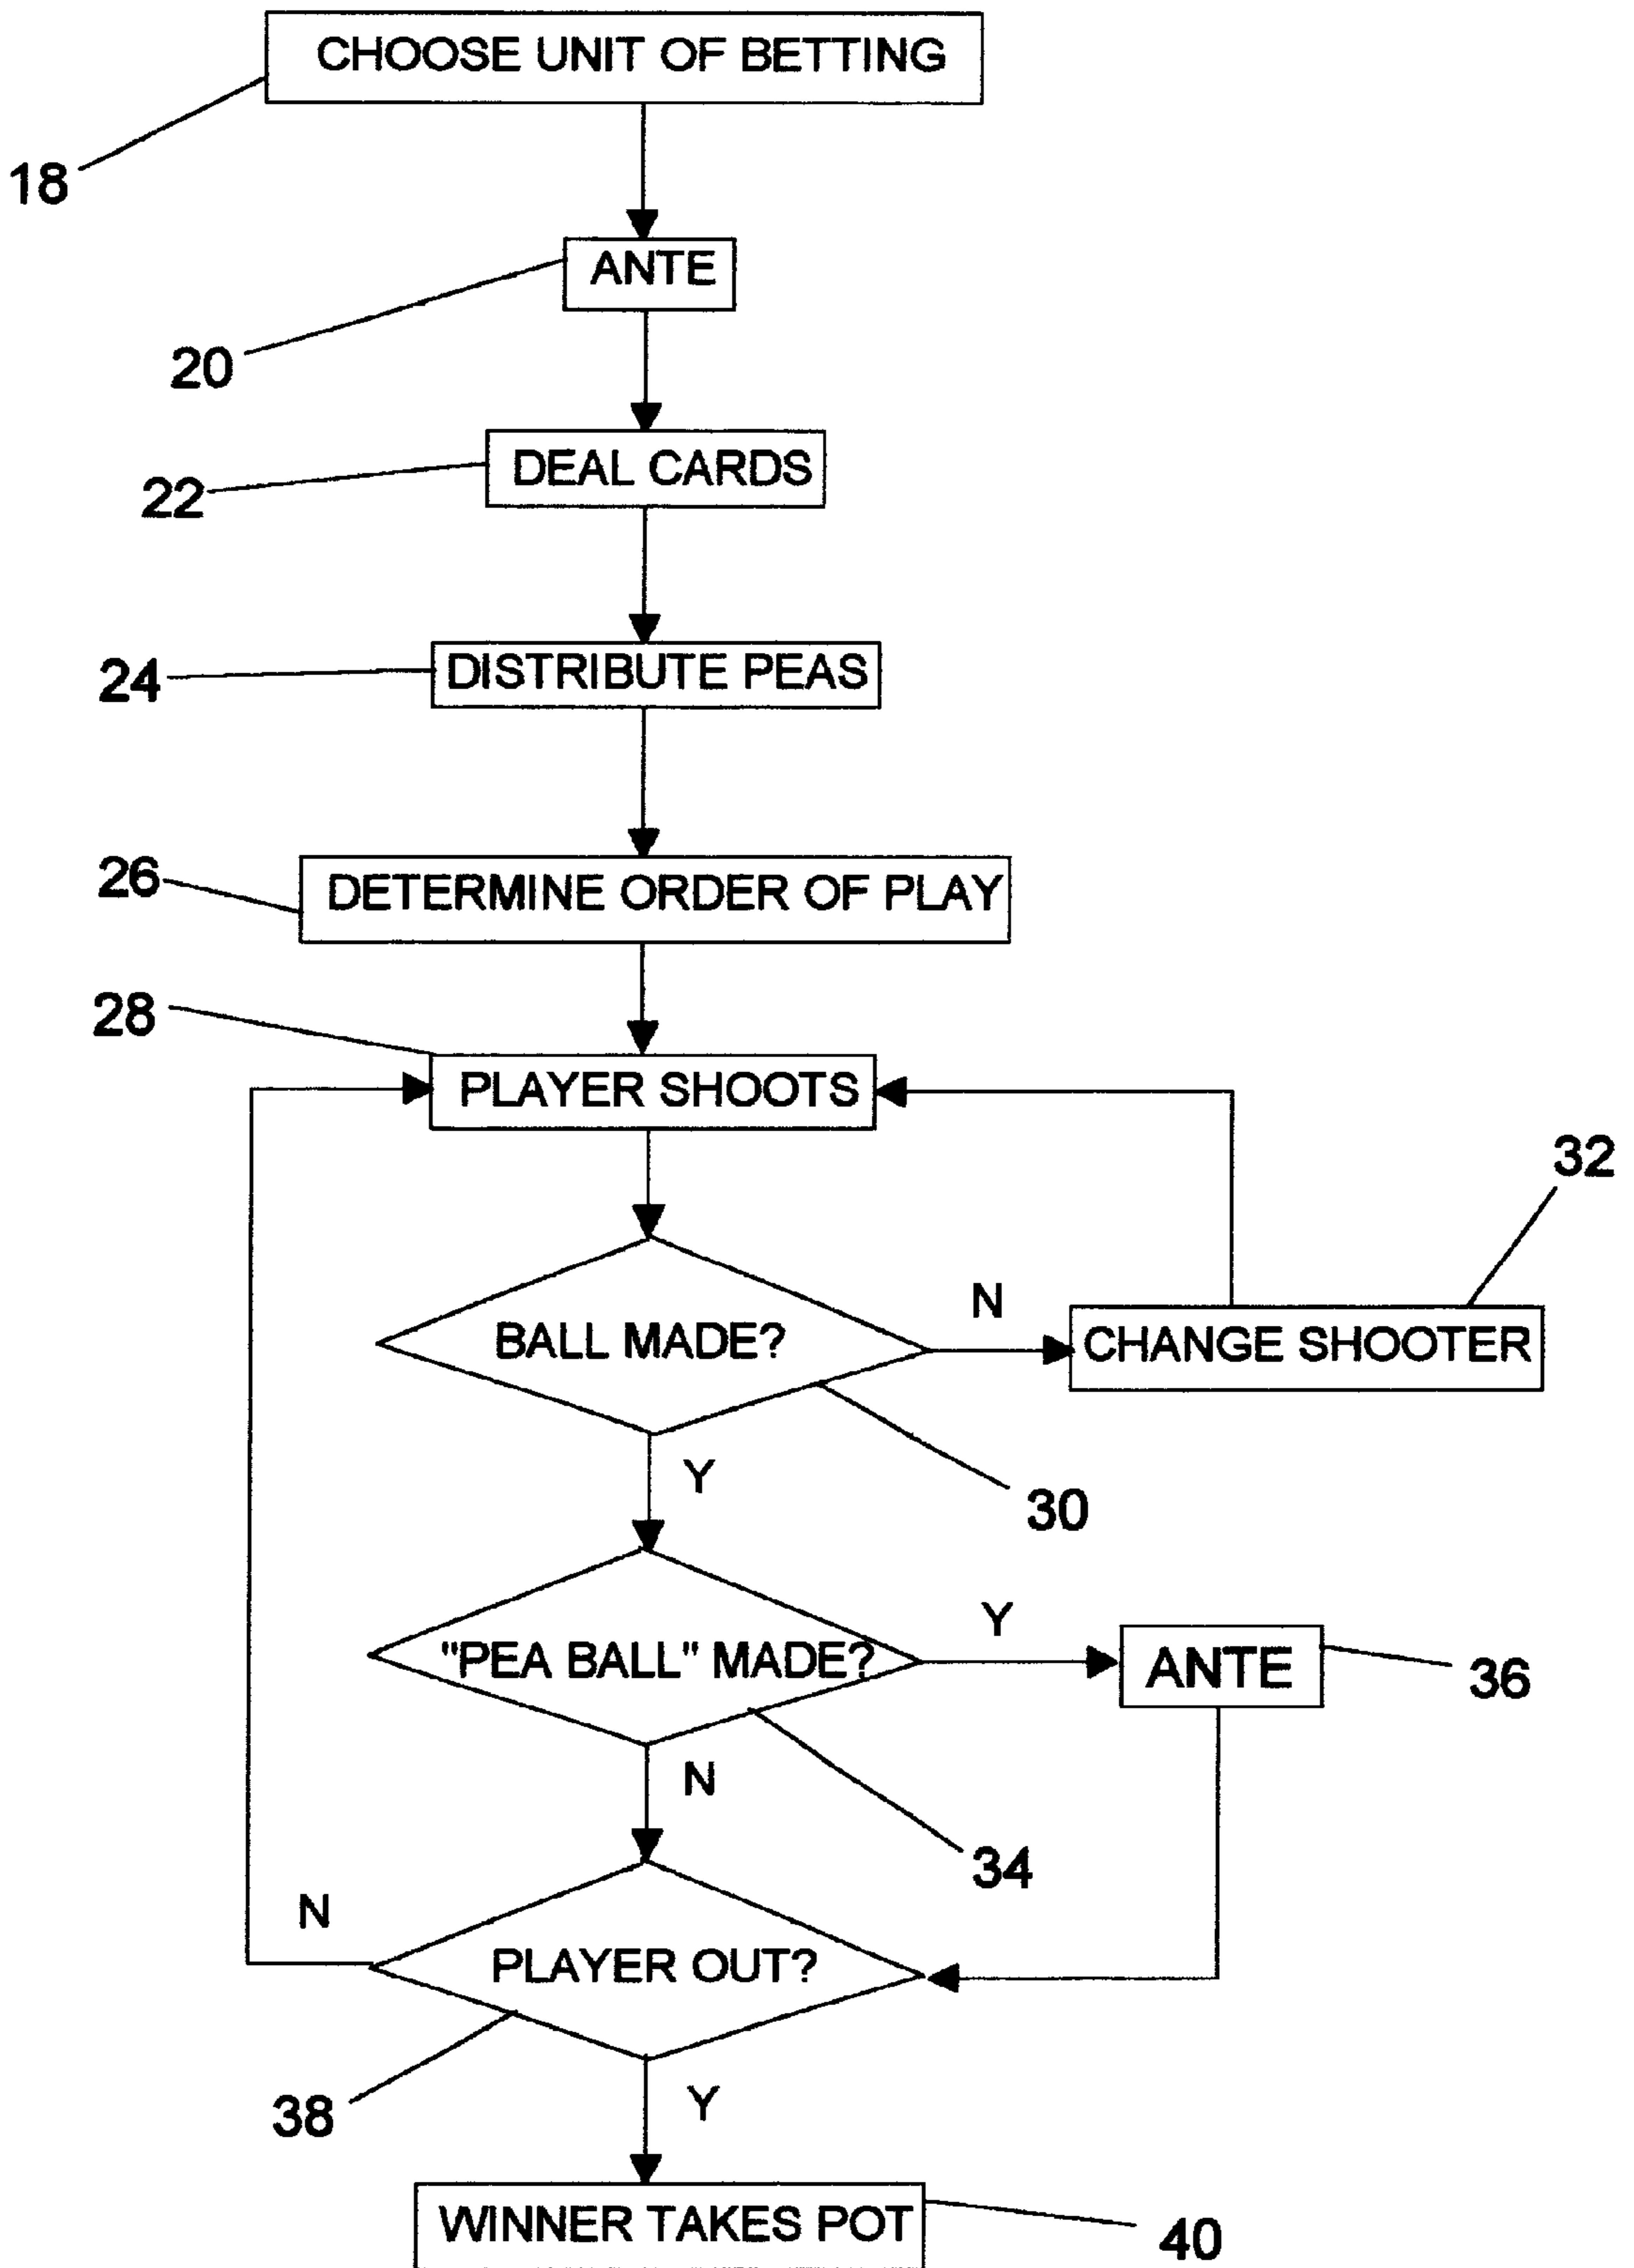 CHOOSE UNIT OF BETTING
18
ANTE
20
DEAL CARDS
22
DISTRIBUTE PEAS
24
26
DETERMINE ORDER OF PLAY
28
PLAYER SHOOTS
32
N
BALL MADE?
CHANGE SHOOTER
Y
30
Y
"PEA BALL" MADE?
ANTE
36
N
34
N
PLAYER OUT?
38
Y
WINNER TAKES POT
40